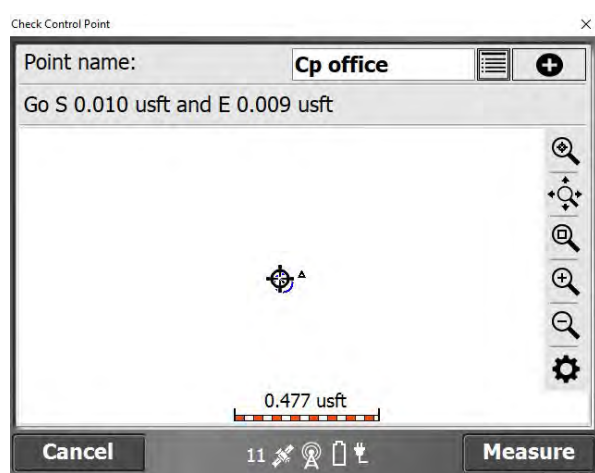 Check Control Point
Point name: Cp office
Go S 0.010 usft and E 0.009 usft
0.477 usft
Cancel 11 Measure